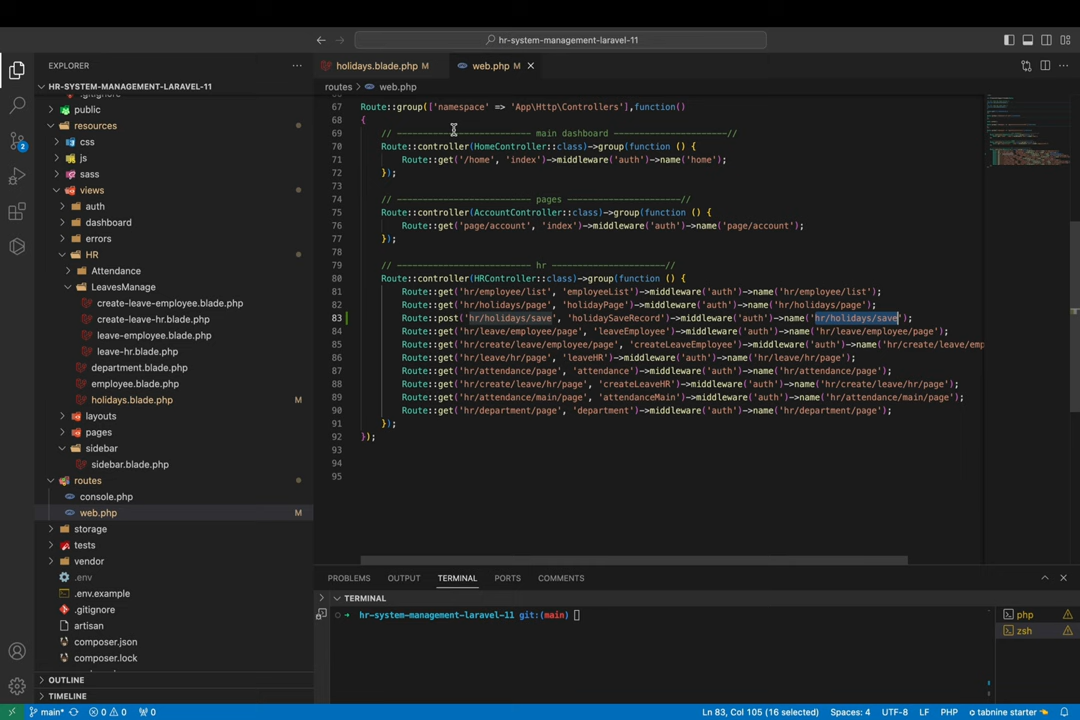 hr-system-management-laravel-11
EXPLORER
HR-SYSTEM-MANAGEMENT-LARAVEL-11
public
resources
css
js
sass
views
auth
dashboard
errors
HR
Attendance
LeavesManage
create-leave-employee.blade.php
create-leave-hr.blade.php
leave-employee.blade.php
leave-hr.blade.php
department.blade.php
employee.blade.php
holidays.blade.php M
layouts
pages
sidebar
sidebar.blade.php
routes
console.php
web.php M
storage
tests
vendor
.env
.env.example
.gitignore
artisan
composer.json
composer.lock
OUTLINE
TIMELINE
holidays.blade.php M
web.php M
routes > web.php
67 Route::group(['namespace' => 'App\Http\Controllers'],function()
68 {
69 // —————————————————————— main dashboard ——————————————————————//
70 Route::controller(HomeController::class)->group(function () {
71 Route::get('/home', 'index')->middleware('auth')->name('home');
72 });
73
74 // —————————————————————— pages ——————————————————————//
75 Route::controller(AccountController::class)->group(function () {
76 Route::get('page/account', 'index')->middleware('auth')->name('page/account');
77 });
78
79 // —————————————————————— hr ——————————————————————//
80 Route::controller(HRController::class)->group(function () {
81 Route::get('hr/employee/list', 'employeeList')->middleware('auth')->name('hr/employee/list');
82 Route::get('hr/holidays/page', 'holidayPage')->middleware('auth')->name('hr/holidays/page');
83 Route::post('hr/holidays/save', 'holidaySaveRecord')->middleware('auth')->name('hr/holidays/save');
84 Route::get('hr/leave/employee/page', 'leaveEmployee')->middleware('auth')->name('hr/leave/employee/page');
85 Route::get('hr/create/leave/employee/page', 'createLeaveEmployee')->middleware('auth')->name('hr/create/leave/emp
86 Route::get('hr/leave/hr/page', 'leaveHR')->middleware('auth')->name('hr/leave/hr/page');
87 Route::get('hr/attendance/page', 'attendance')->middleware('auth')->name('hr/attendance/page');
88 Route::get('hr/create/leave/hr/page', 'createLeaveHR')->middleware('auth')->name('hr/create/leave/hr/page');
89 Route::get('hr/attendance/main/page', 'attendanceMain')->middleware('auth')->name('hr/attendance/main/page');
90 Route::get('hr/department/page', 'department')->middleware('auth')->name('hr/department/page');
91 });
92 });
93
94
95
PROBLEMS OUTPUT TERMINAL PORTS COMMENTS
TERMINAL
hr-system-management-laravel-11 git:(main)
php
zsh
2
main* 0 0 0 Ln 83, Col 105 (16 selected) Spaces: 4 UTF-8 LF PHP tabnine starter